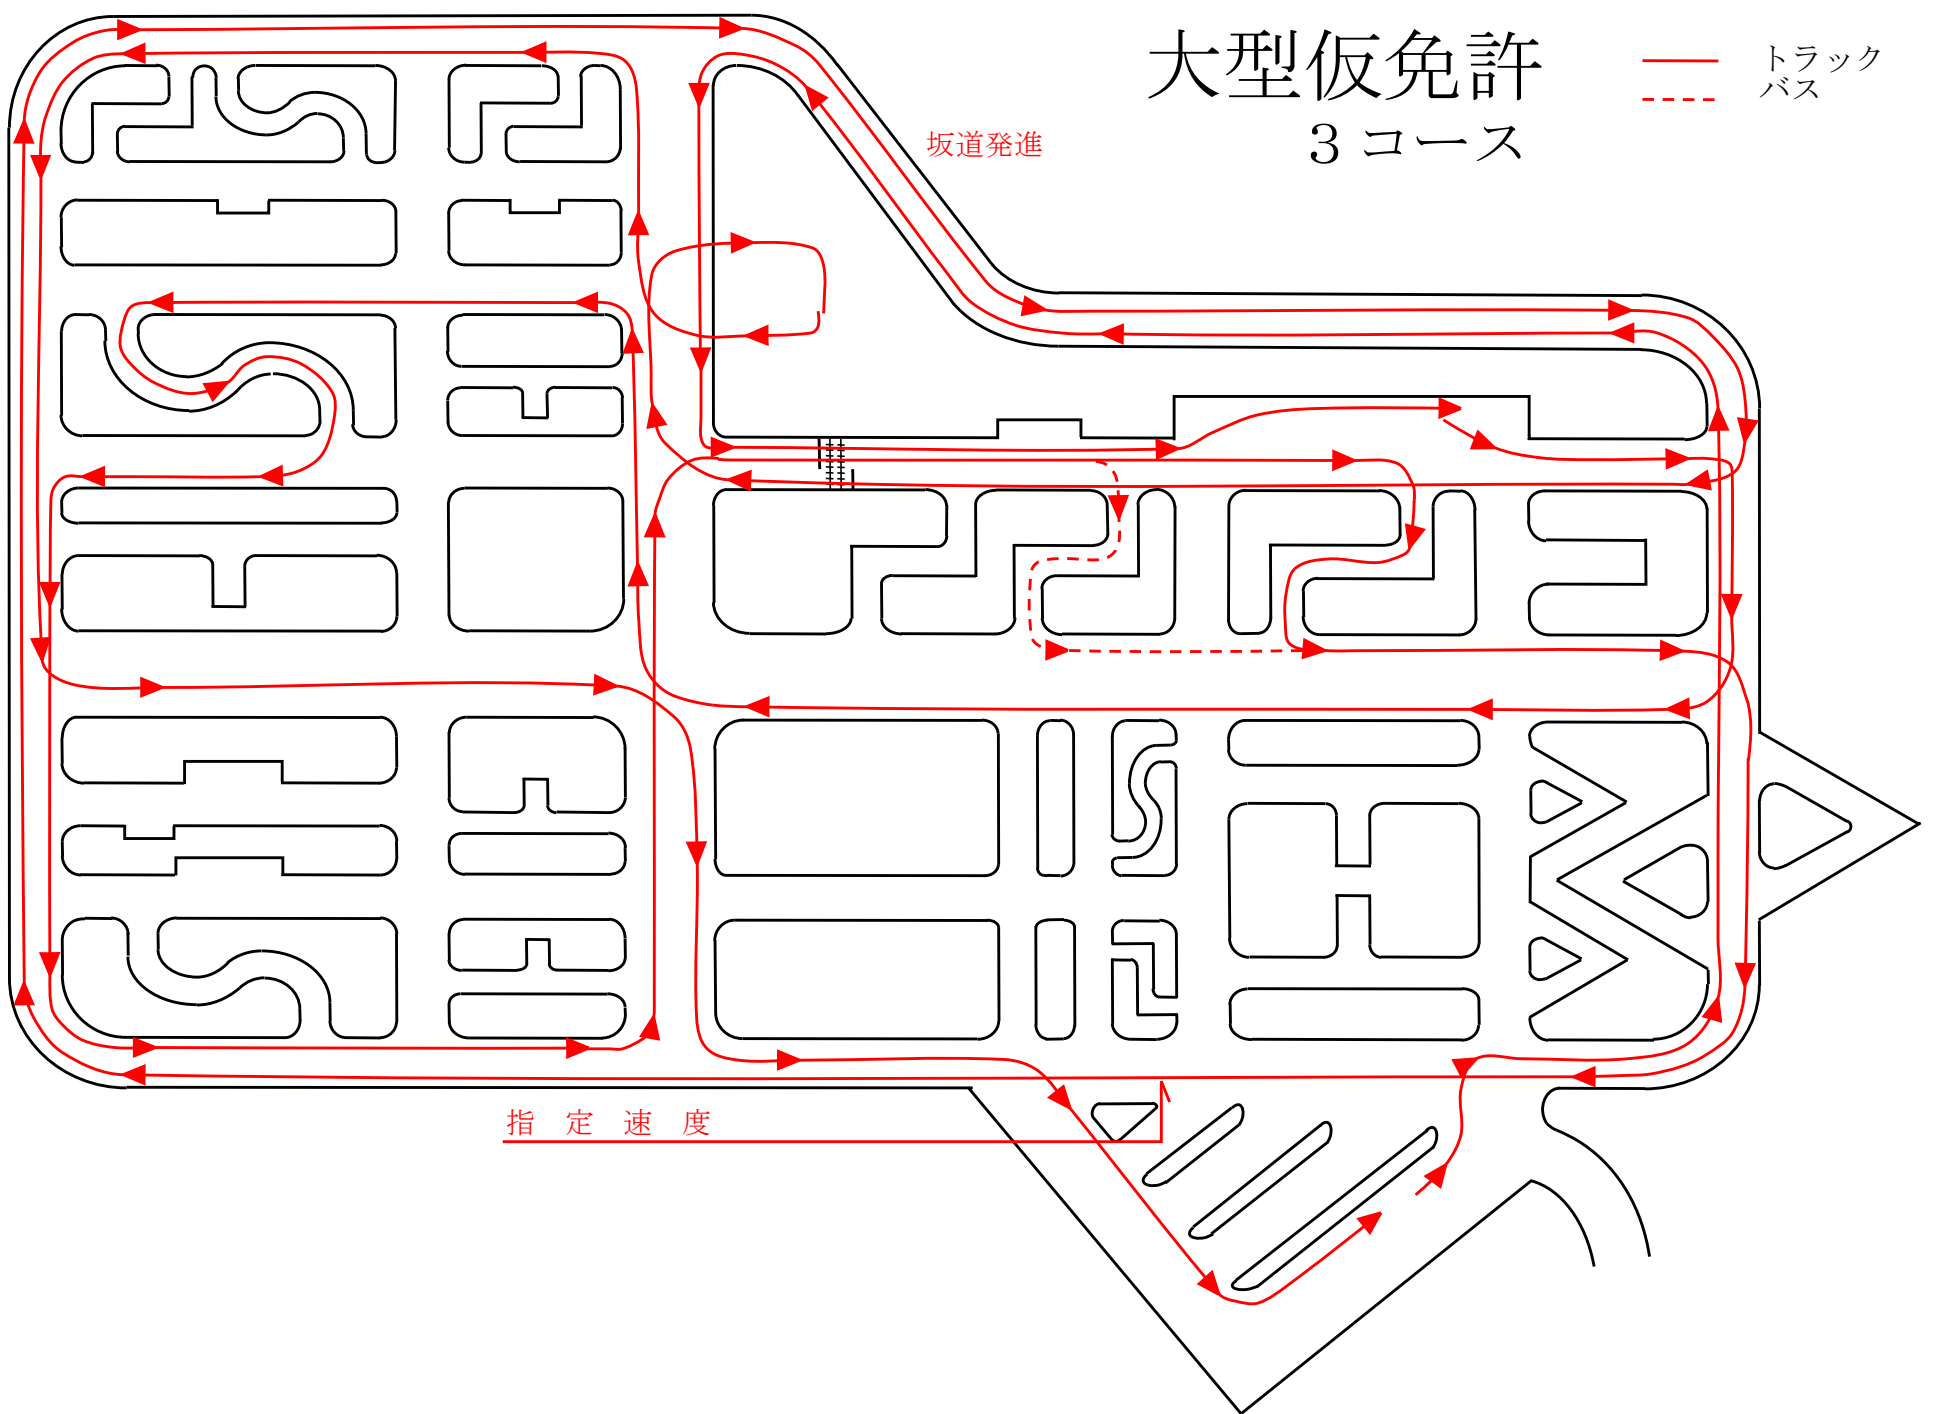 大型仮免許
３コース
トラック
バス
坂道発進
指定速度